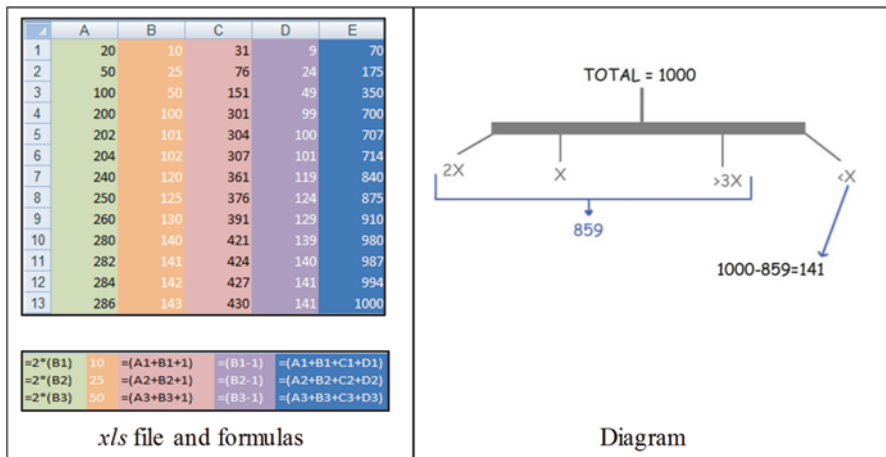 A B C D E
1 20 10 31 9 70
2 50 25 76 24 175
3 100 50 151 49 350
4 200 100 301 99 700
5 202 101 304 100 707
6 204 102 307 101 714
7 240 120 361 119 840
8 250 125 376 124 875
9 260 130 391 129 910
10 280 140 421 139 980
11 282 141 424 140 987
12 284 142 427 141 994
13 286 143 430 141 1000
=2*(B1) 10 =(A1+B1+1) =(B1-1) =(A1+B1+C1+D1)
=2*(B2) 25 =(A2+B2+1) =(B2-1) =(A2+B2+C2+D2)
=2*(B3) 50 =(A3+B3+1) =(B3-1) =(A3+B3+C3+D3)
xls file and formulas
TOTAL = 1000
2X X >3X <X
859
1000-859=141
Diagram